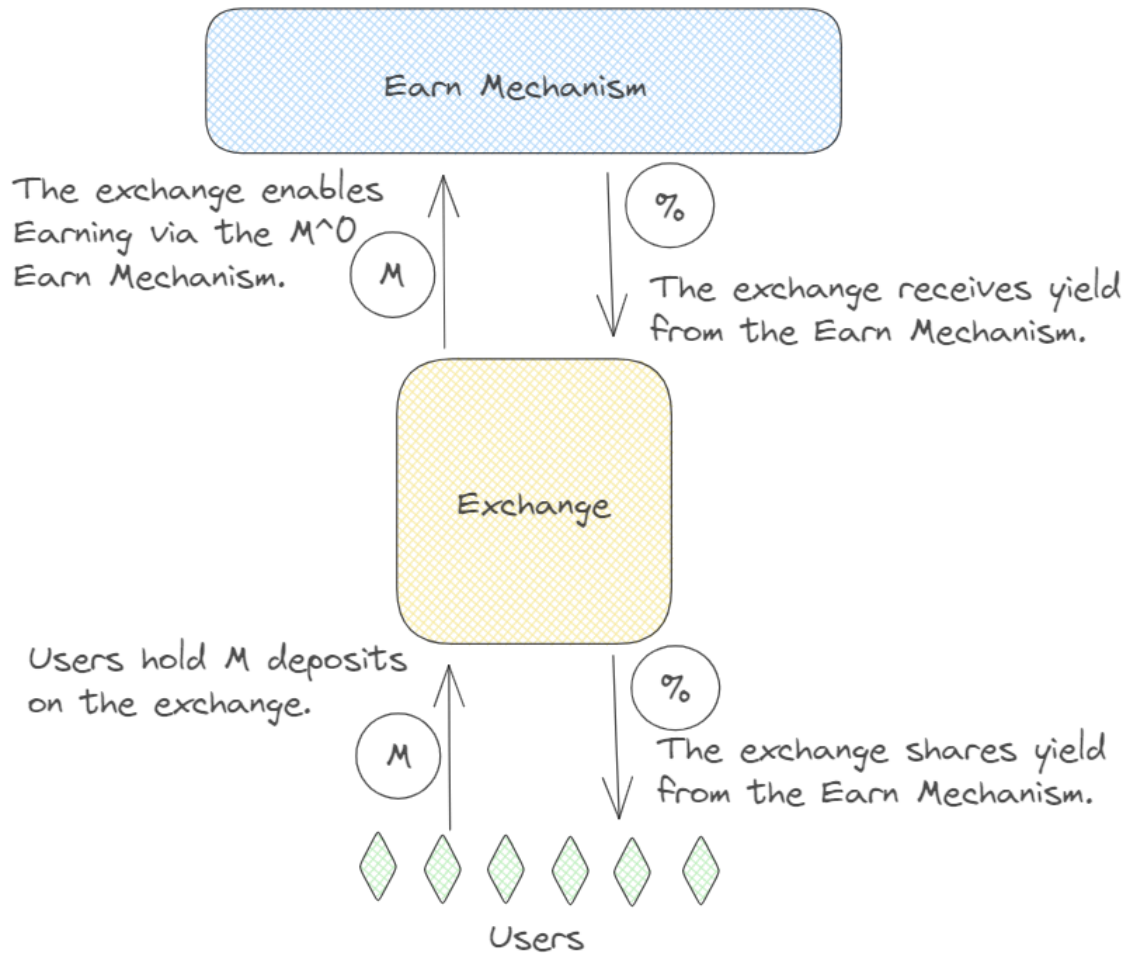 Earn Mechanism
The exchange enables
Earning via the M^0
Earn Mechanism.
M
%
The exchange receives yield
from the Earn Mechanism.
Exchange
Users hold M deposits
on the exchange.
M
%
The exchange shares yield
from the Earn Mechanism.
Users